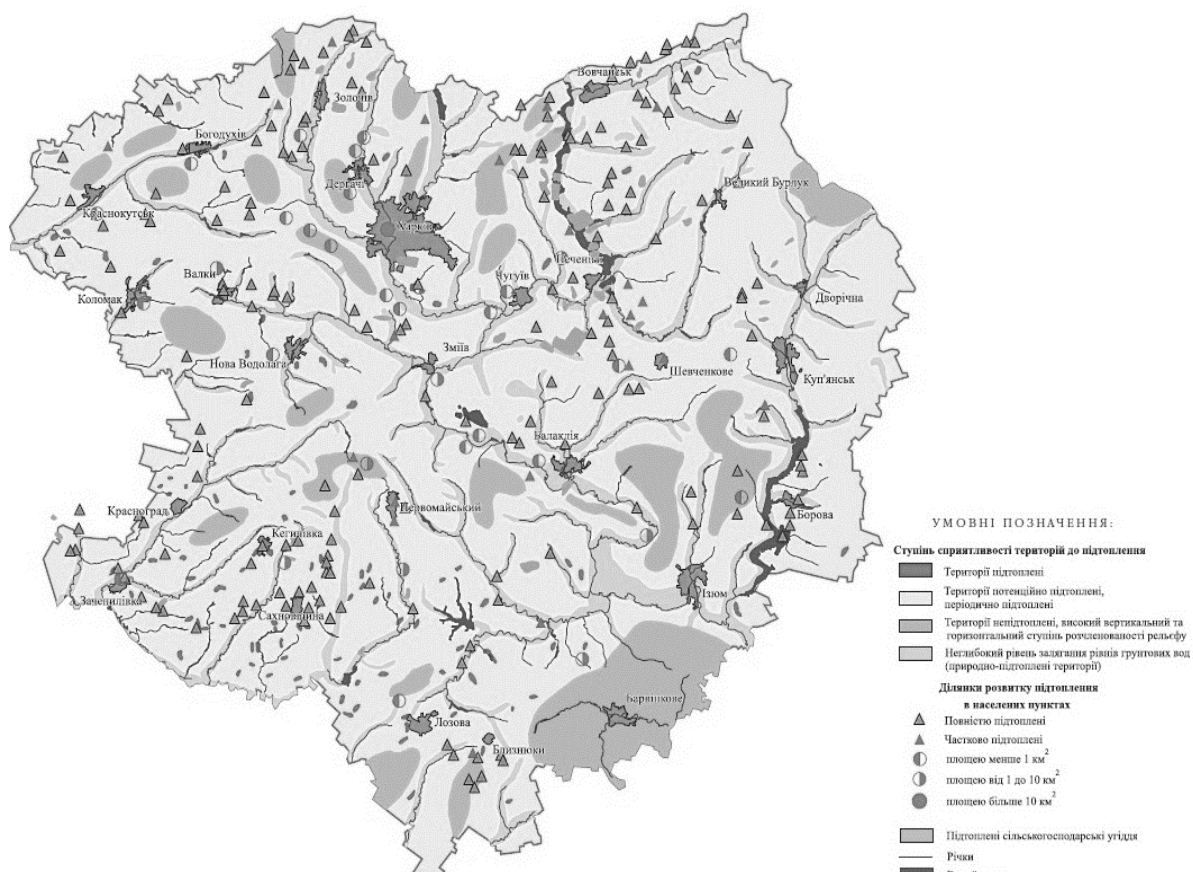 Вовчанськ
Золочів
Богодухів
Дергачі
Великий Бурлук
Краснокутськ
Харків
Печеніги
Валки
Чугуїв
Коломак
Дворічна
Нова Водолага
Зміїв
Шевченкове
Куп'янськ
Балаклія
Красноград
Первомайський
Борова
Кегичівка
Зачепилівка
Ізюм
Сахновщина
Барвінкове
Лозова
Близнюки
УМОВНІ ПОЗНАЧЕННЯ:
Ступінь сприятливості територій до підтоплення
Території підтоплені
Території потенційно підтоплені,
періодично підтоплені
Території непідтоплені, високий вертикальний та
горизонтальний ступінь розчленованості рельєфу
Неглибокий рівень залягання рівнів грунтових вод
(природно-підтоплені території)
Ділянки розвитку підтоплення
в населених пунктах
Повністю підтоплені
Частково підтоплені
площею менше 1 км²
площею від 1 до 10 км²
площею більше 10 км²
Підтоплені сільськогосподарські угіддя
Річки